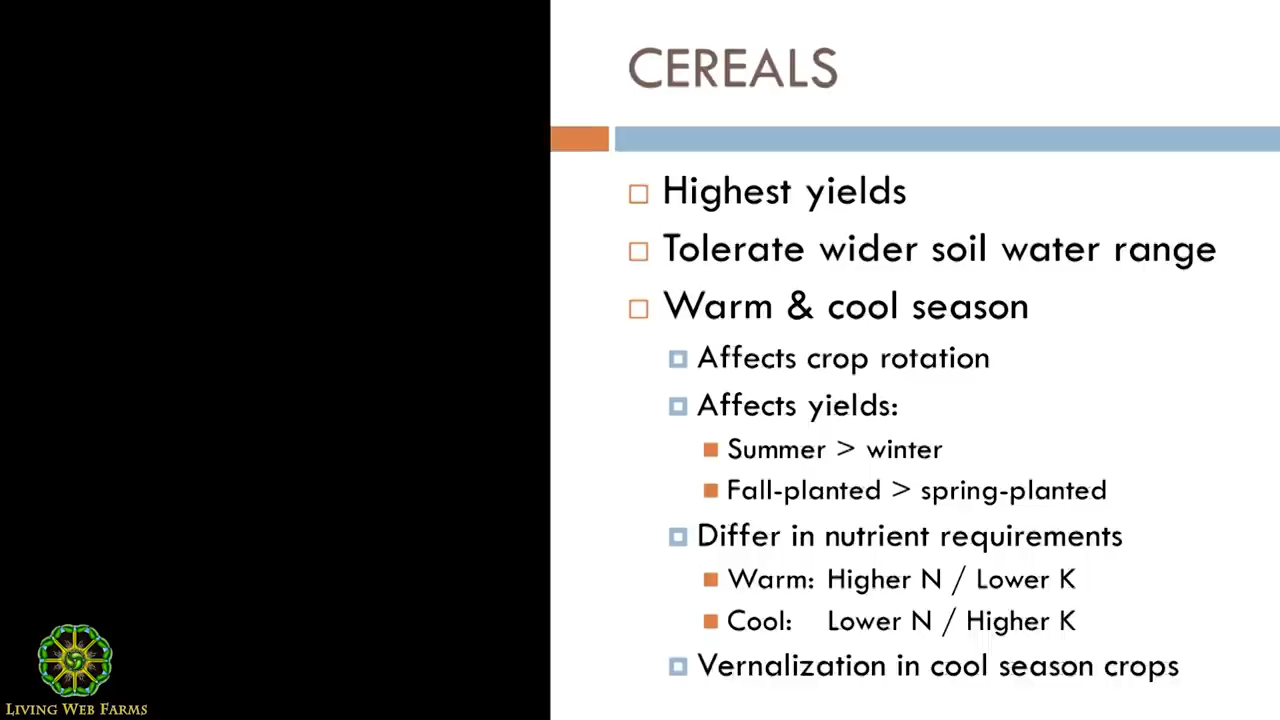 CEREALS
Highest yields
Tolerate wider soil water range
Warm & cool season
Affects crop rotation
Affects yields:
Summer > winter
Fall-planted > spring-planted
Differ in nutrient requirements
Warm: Higher N / Lower K
Cool: Lower N / Higher K
Vernalization in cool season crops
LIVING WEB FARMS